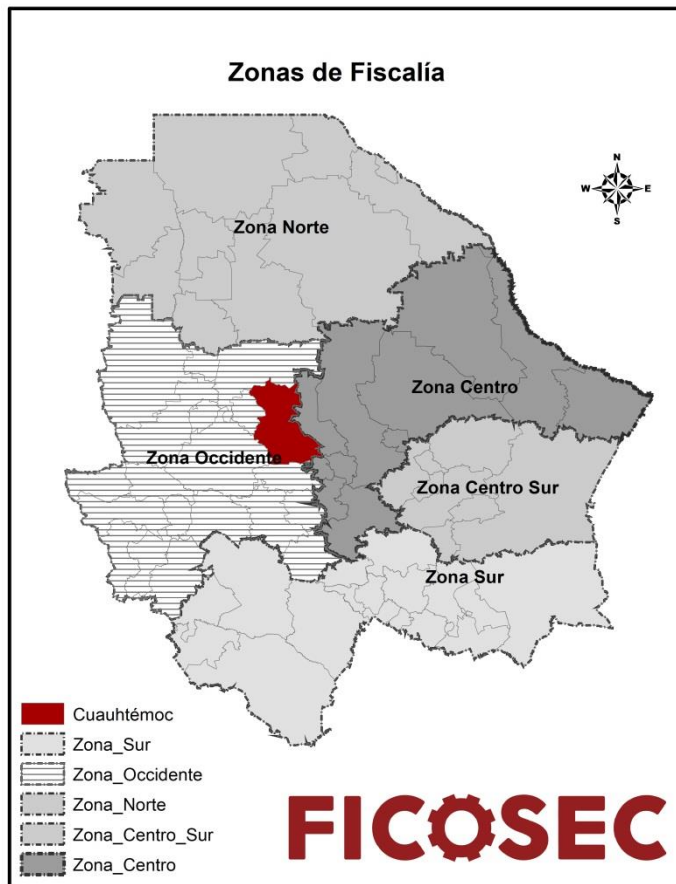 Zonas de Fiscalía
N
W E
S
Zona Norte
Zona Centro
Zona Occidente
Zona Centro Sur
Zona Sur
Cuauhtémoc
Zona_Sur
Zona_Occidente
Zona_Norte
Zona_Centro_Sur
Zona_Centro
FICOSEC